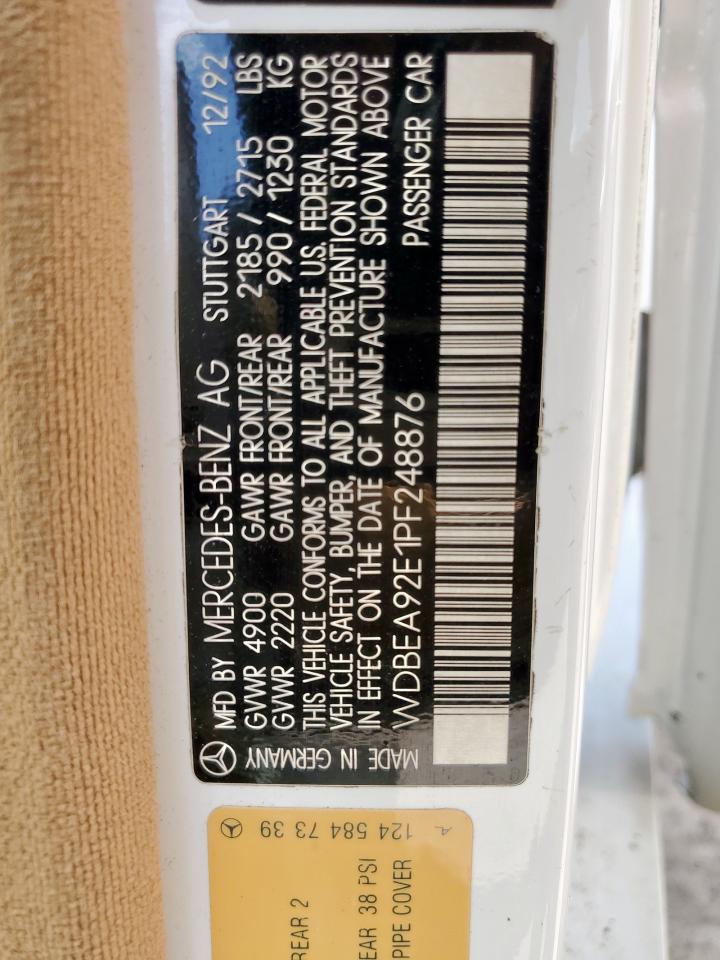 MFD BY MERCEDES-BENZ AG STUTTGART 12/92
GVWR 4900 GAWR FRONT/REAR 2185 / 2715 LBS
GVWR 2220 GAWR FRONT/REAR 990 / 1230 KG
THIS VEHICLE CONFORMS TO ALL APPLICABLE U.S. FEDERAL MOTOR
VEHICLE SAFETY, BUMPER, AND THEFT PREVENTION STANDARDS
IN EFFECT ON THE DATE OF MANUFACTURE SHOWN ABOVE
WDBEA92E1PF248876 PASSENGER CAR
MADE IN GERMANY
A 124 584 73 39
REAR 2
EAR 38 PSI
PIPE COVER